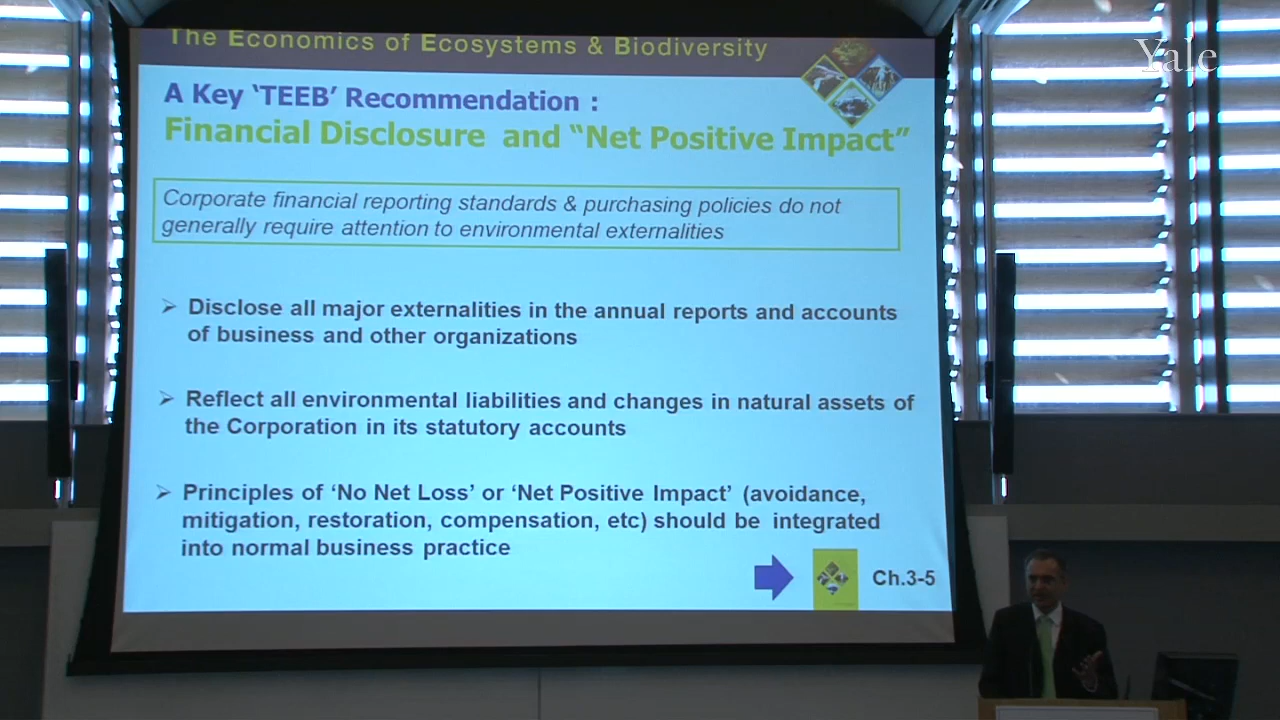 The Economics of Ecosystems & Biodiversity
Yale
A Key ‘TEEB’ Recommendation :
Financial Disclosure and “Net Positive Impact”
Corporate financial reporting standards & purchasing policies do not
generally require attention to environmental externalities
Disclose all major externalities in the annual reports and accounts
of business and other organizations
Reflect all environmental liabilities and changes in natural assets of
the Corporation in its statutory accounts
Principles of ‘No Net Loss’ or ‘Net Positive Impact’ (avoidance,
mitigation, restoration, compensation, etc) should be integrated
into normal business practice
Ch.3-5